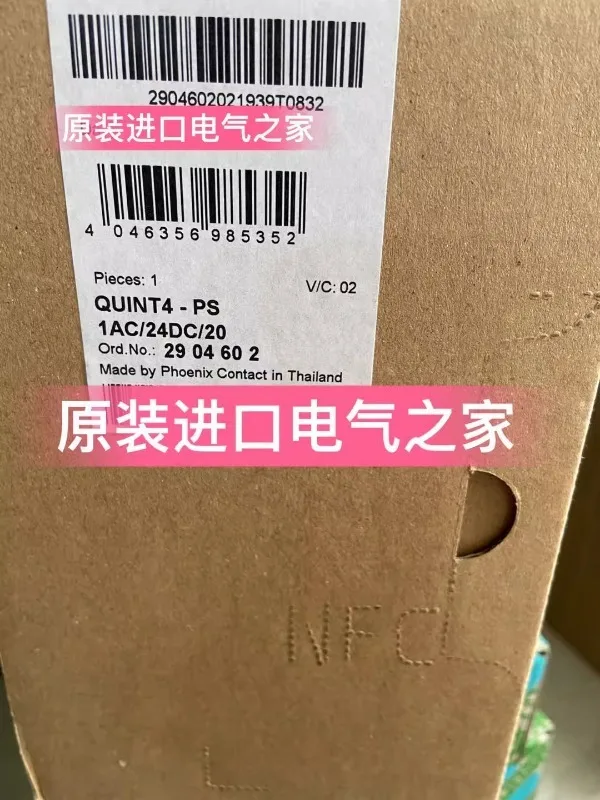 2904602021939T0832
原装进口电气之家
4 046356 985352
Pieces: 1
V/C: 02
QUINT4 - PS
1AC/24DC/20
Ord.No.: 29 04 60 2
Made by Phoenix Contact in Thailand
原装进口电气之家
NFC